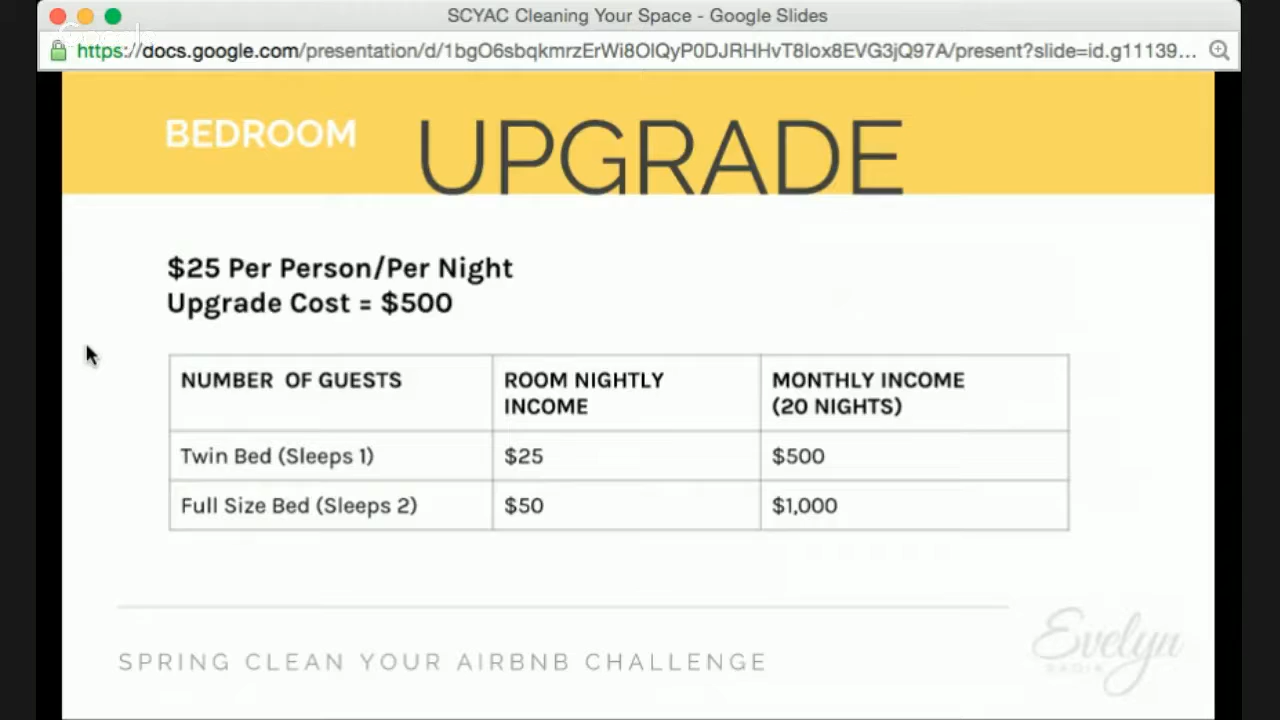 SCYAC Cleaning Your Space - Google Slides
https://docs.google.com/presentation/d/1bgO6sbqkmrzErWi8OlQyP0DJRHHvT8Iox8EVG3jQ97A/present?slide=id.g11139...
BEDROOM UPGRADE
$25 Per Person/Per Night
Upgrade Cost = $500
NUMBER OF GUESTS
ROOM NIGHTLY
INCOME
MONTHLY INCOME
(20 NIGHTS)
Twin Bed (Sleeps 1) $25 $500
Full Size Bed (Sleeps 2) $50 $1,000
SPRING CLEAN YOUR AIRBNB CHALLENGE
Evelyn